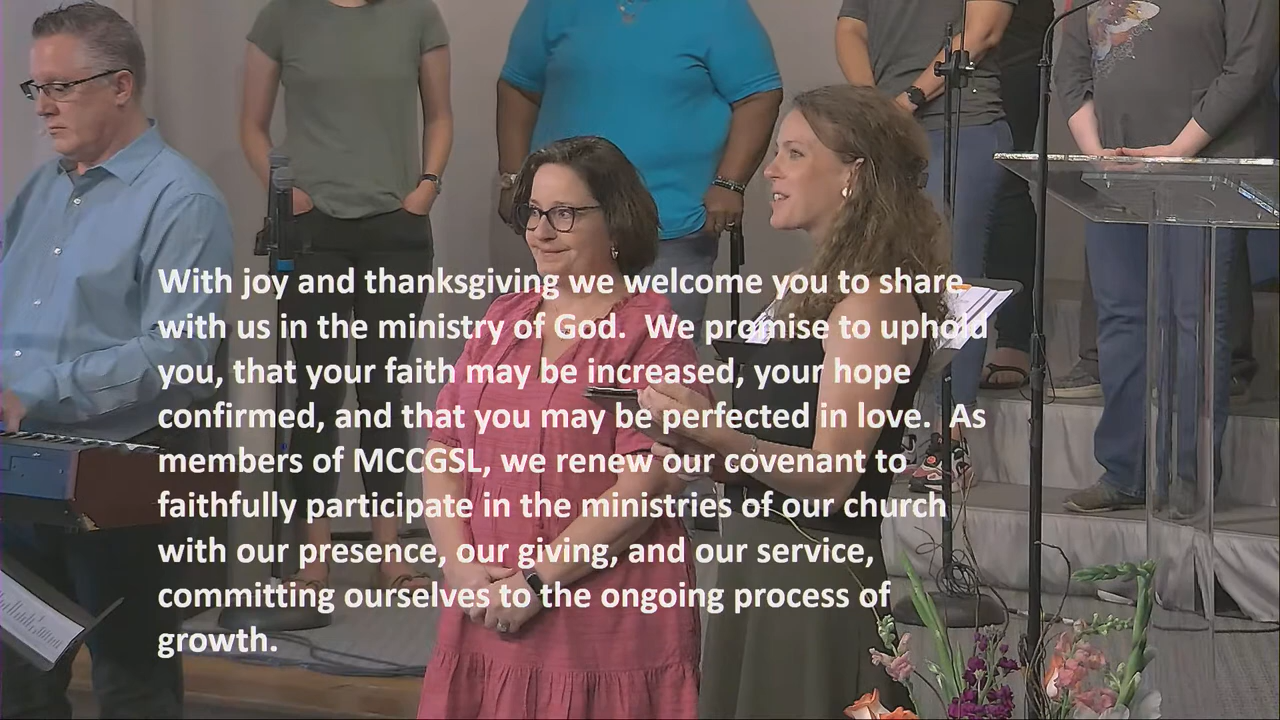 With joy and thanksgiving we welcome you to share
with us in the ministry of God.  We promise to uphold
you, that your faith may be increased, your hope
confirmed, and that you may be perfected in love.  As
members of MCCGSL, we renew our covenant to
faithfully participate in the ministries of our church
with our presence, our giving, and our service,
committing ourselves to the ongoing process of
growth.